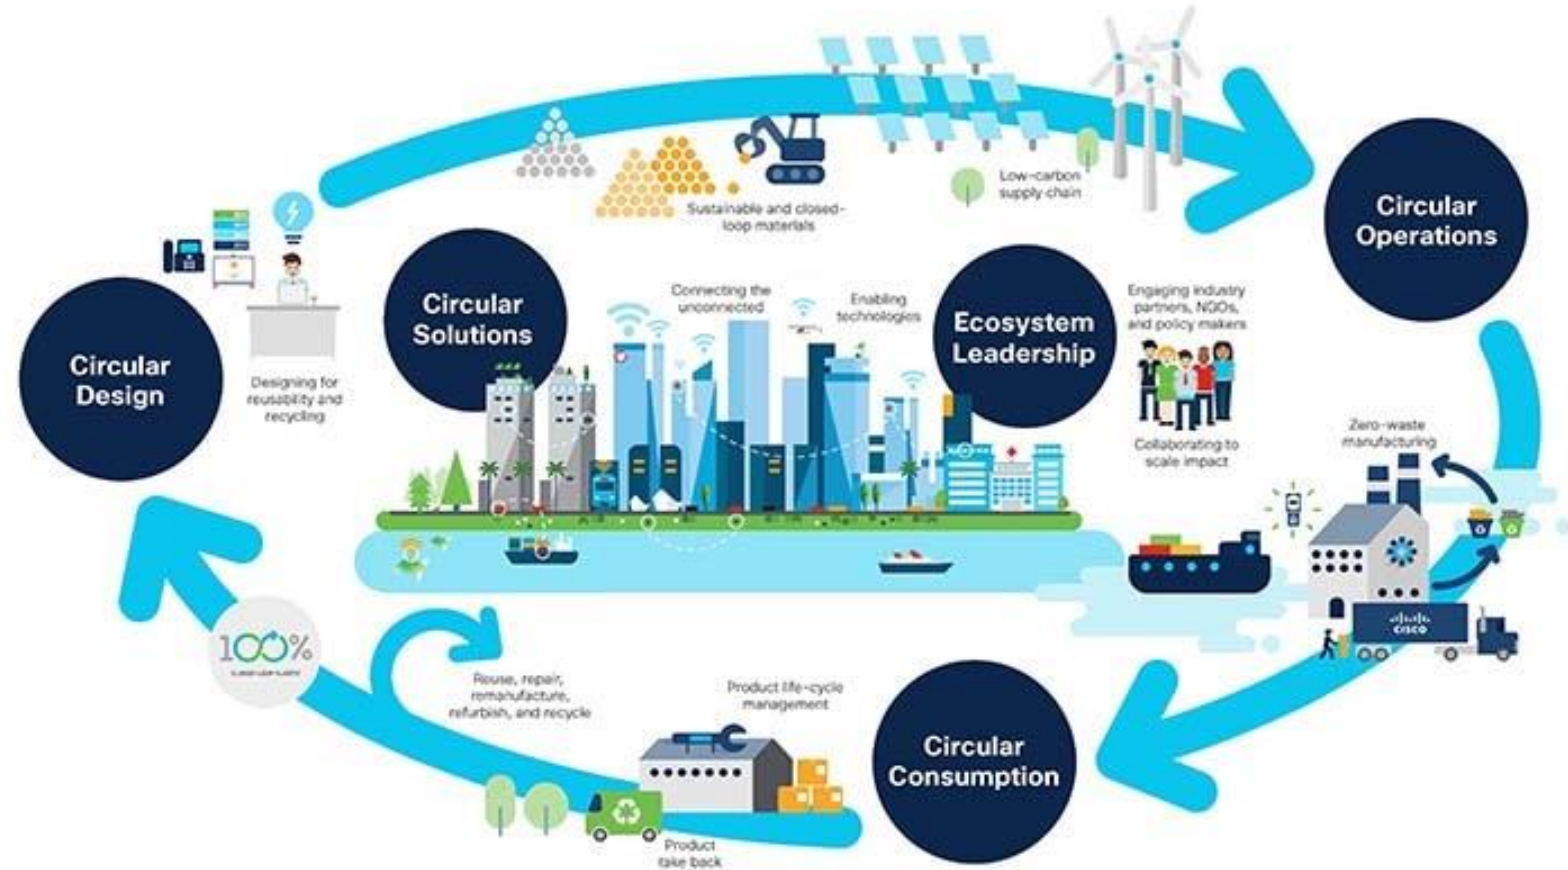 Sustainable and closed-
loop materials
Low-carbon
supply chain
Circular
Operations
Circular
Design
Designing for
reusability and
recycling
Circular
Solutions
Connecting the
unconnected
Enabling
technologies
Ecosystem
Leadership
Engaging industry
partners, NGOs,
and policy makers
Collaborating to
scale impact
Zero-waste
manufacturing
CISCO
Circular
Consumption
Product life-cycle
management
Product
take back
Reuse, repair,
remanufacture,
refurbish, and recycle
100%